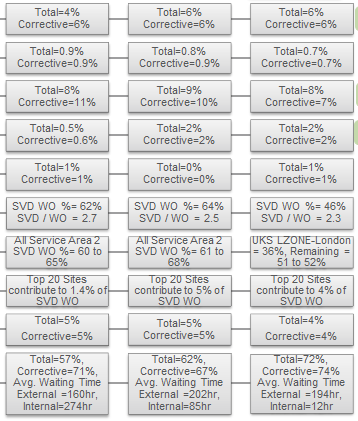 Total=4%
Corrective=6%
Total=6%
Corrective=6%
Total=6%
Corrective=6%
Total=0.9%
Corrective=0.9%
Total=0.8%
Corrective=0.9%
Total=0.7%
Corrective=0.7%
Total=8%
Corrective=11%
Total=9%
Corrective=10%
Total=8%
Corrective=7%
Total=0.5%
Corrective=0.6%
Total=2%
Corrective=2%
Total=2%
Corrective=2%
Total=1%
Corrective=1%
Total=0%
Corrective=0%
Total=1%
Corrective=1%
SVD WO %= 62%
SVD / WO = 2.7
SVD WO %= 64%
SVD / WO = 2.5
SVD WO %= 46%
SVD / WO = 2.3
All Service Area 2
SVD WO %= 60 to
65%
All Service Area 2
SVD WO %= 61 to
68%
UKS LZONE-London
= 36%, Remaining =
51 to 52%
Top 20 Sites
contribute to 1.4% of
SVD WO
Top 20 Sites
contribute to 5% of
SVD WO
Top 20 Sites
contribute to 4% of
SVD WO
Total=5%
Corrective=5%
Total=5%
Corrective=5%
Total=4%
Corrective=4%
Total=57%,
Corrective=71%,
Avg. Waiting Time
External =160hr,
Internal=274hr
Total=62%,
Corrective=67%
Avg. Waiting Time
External =202hr,
Internal=85hr
Total=72%,
Corrective=74%
Avg. Waiting Time
External =194hr,
Internal=12hr